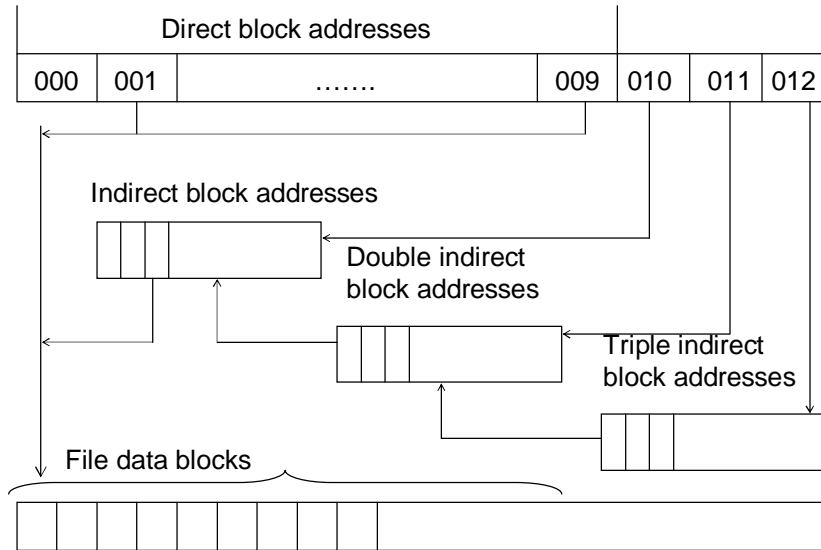 Direct block addresses
000 001 ....... 009 010 011 012
Indirect block addresses
Double indirect
block addresses
Triple indirect
block addresses
File data blocks